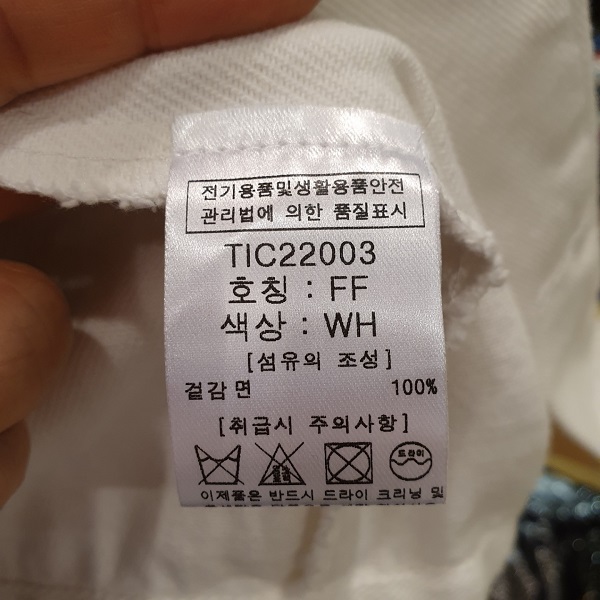 전기용품및생활용품안전
관리법에 의한 품질표시
TIC22003
호칭 : FF
색상 : WH
[섬유의 조성]
겉감 면 100%
[취급시 주의사항]
드라이
이제품은 반드시 드라이 크리닝 및